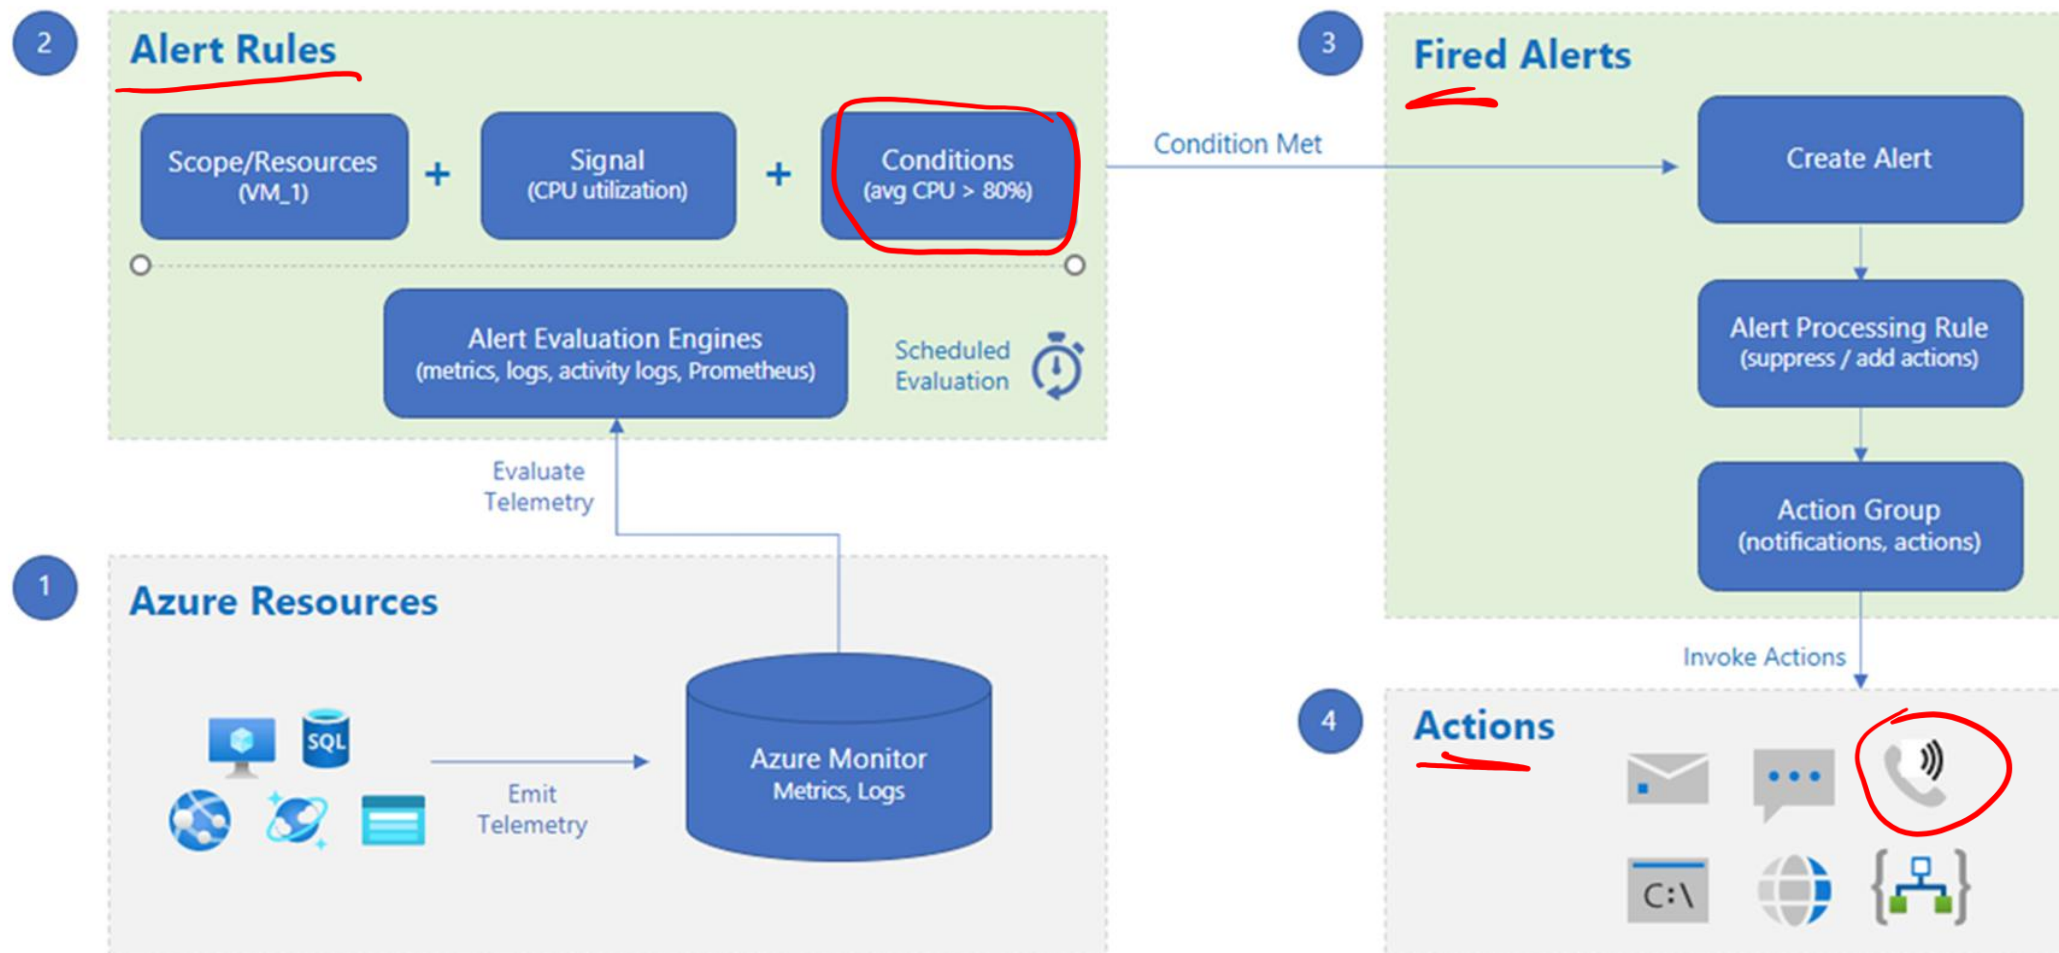 2
Alert Rules
Scope/Resources
(VM_1)
+
Signal
(CPU utilization)
+
Conditions
(avg CPU > 80%)
Alert Evaluation Engines
(metrics, logs, activity logs, Prometheus)
Scheduled
Evaluation
Condition Met
3
Fired Alerts
Create Alert
Alert Processing Rule
(suppress / add actions)
Action Group
(notifications, actions)
Evaluate
Telemetry
1
Azure Resources
SQL
Emit
Telemetry
Azure Monitor
Metrics, Logs
Invoke Actions
4
Actions
C:\